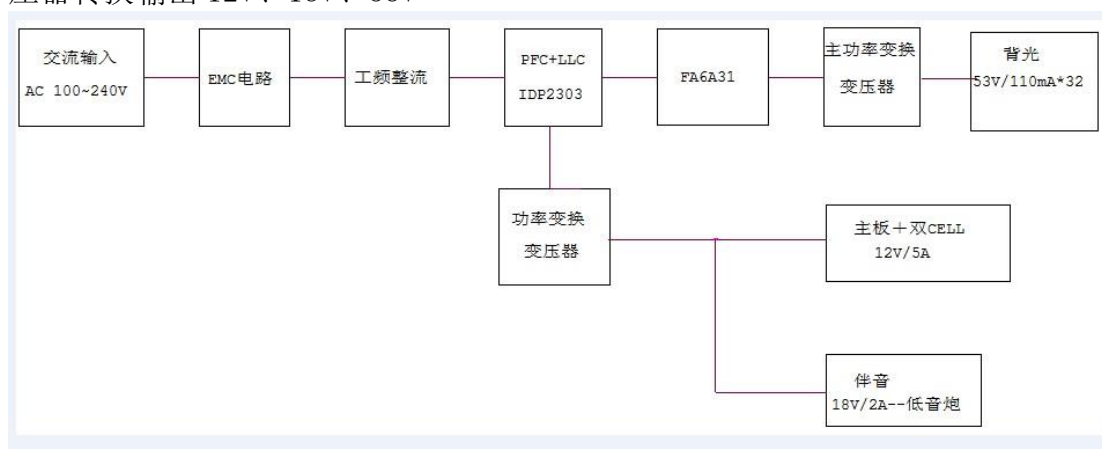 交流输入
AC 100~240V
EMC电路
工频整流
PFC+LLC
IDP2303
FA6A31
主功率变换
变压器
背光
53V/110mA*32
功率变换
变压器
主板＋双CELL
12V/5A
伴音
18V/2A--低音炮